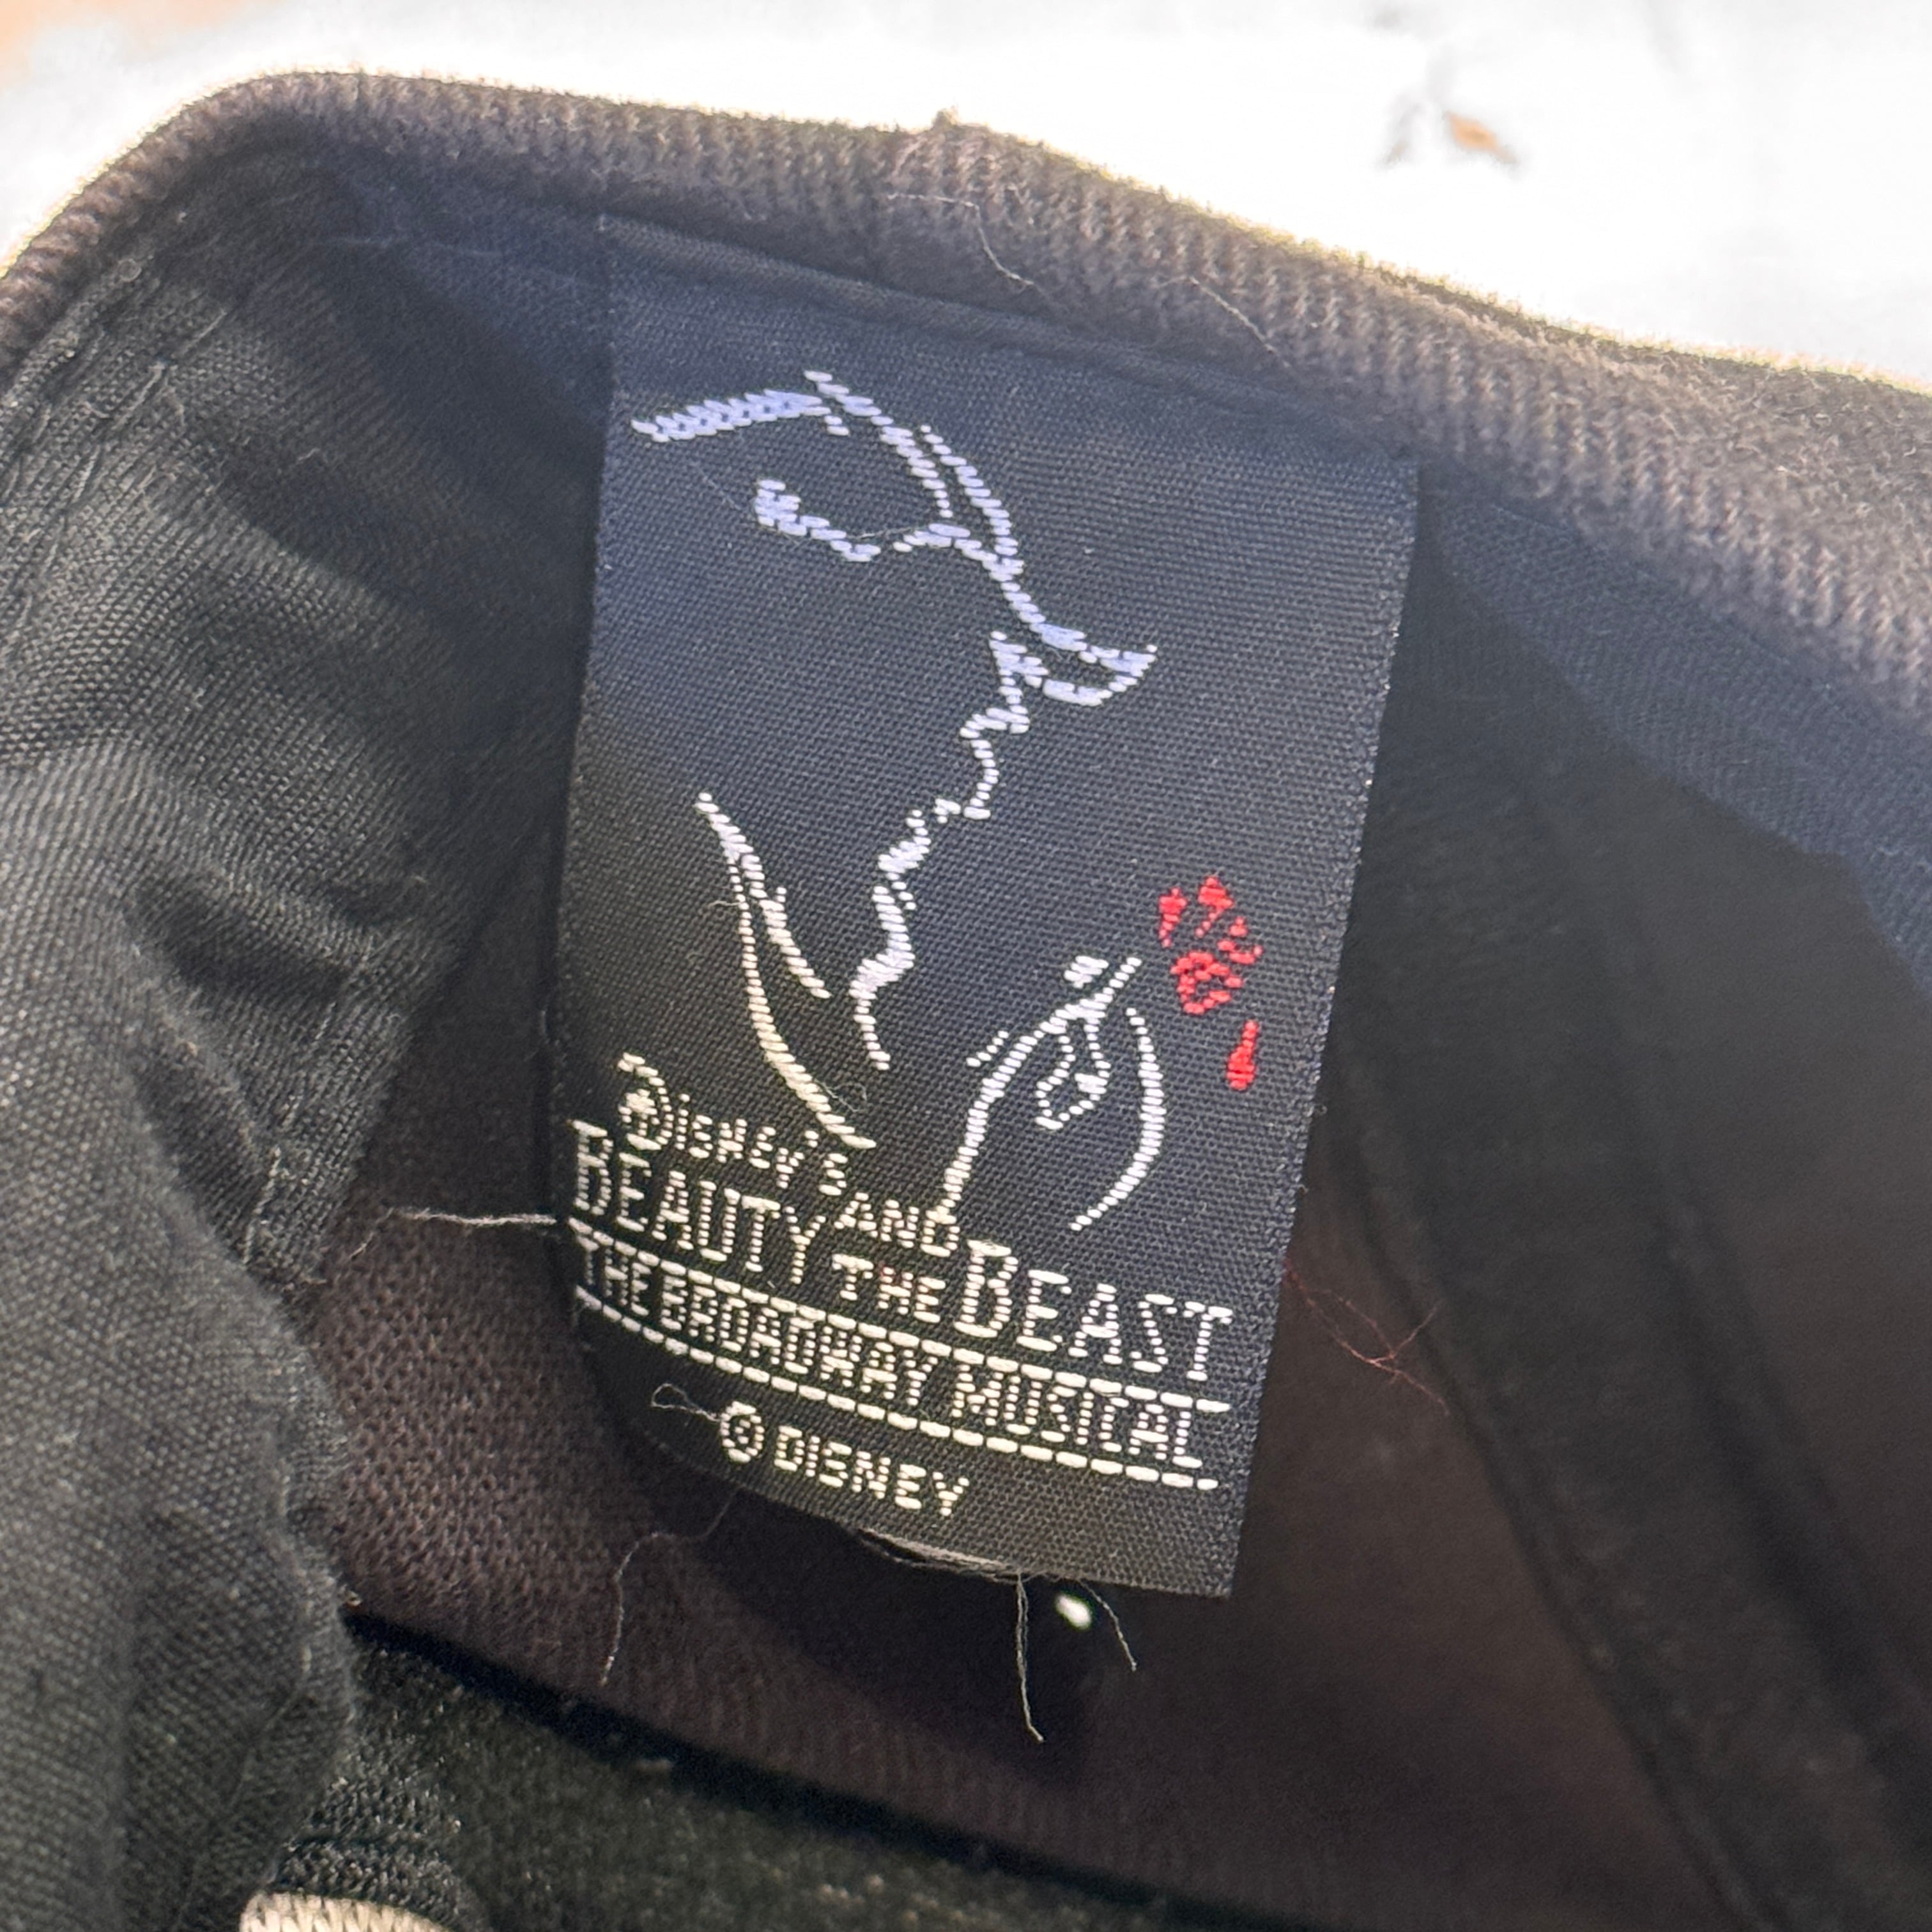 Disney's
BEAUTY AND THE BEAST
THE BROADWAY MUSICAL
© DISNEY